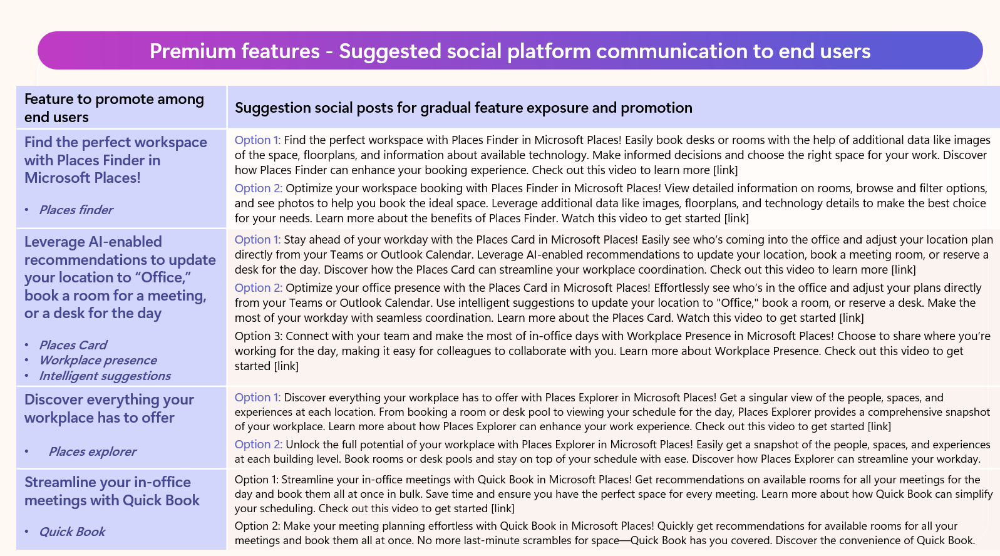 Premium features - Suggested social platform communication to end users
Feature to promote among
end users
Suggestion social posts for gradual feature exposure and promotion
Find the perfect workspace
with Places Finder in
Microsoft Places!
• Places finder
Option 1: Find the perfect workspace with Places Finder in Microsoft Places! Easily book desks or rooms with the help of additional data like images
of the space, floorplans, and information about available technology. Make informed decisions and choose the right space for your work. Discover
how Places Finder can enhance your booking experience. Check out this video to learn more [link]
Option 2: Optimize your workspace booking with Places Finder in Microsoft Places! View detailed information on rooms, browse and filter options,
and see photos to help you book the ideal space. Leverage additional data like images, floorplans, and technology details to make the best choice
for your needs. Learn more about the benefits of Places Finder. Watch this video to get started [link]
Leverage AI-enabled
recommendations to update
your location to “Office,”
book a room for a meeting,
or a desk for the day
• Places Card
• Workplace presence
• Intelligent suggestions
Option 1: Stay ahead of your workday with the Places Card in Microsoft Places! Easily see who’s coming into the office and adjust your location plan
directly from your Teams or Outlook Calendar. Leverage AI-enabled recommendations to update your location, book a meeting room, or reserve a
desk for the day. Discover how the Places Card can streamline your workplace coordination. Check out this video to learn more [link]
Option 2: Optimize your office presence with the Places Card in Microsoft Places! Effortlessly see who’s in the office and adjust your plans directly
from your Teams or Outlook Calendar. Use intelligent suggestions to update your location to "Office," book a room, or reserve a desk. Make the
most of your workday with seamless coordination. Learn more about the Places Card. Watch this video to get started [link]
Option 3: Connect with your team and make the most of in-office days with Workplace Presence in Microsoft Places! Choose to share where you’re
working for the day, making it easy for colleagues to collaborate with you. Learn more about Workplace Presence. Check out this video to get
started [link]
Discover everything your
workplace has to offer
• Places explorer
Option 1: Discover everything your workplace has to offer with Places Explorer in Microsoft Places! Get a singular view of the people, spaces, and
experiences at each location. From booking a room or desk pool to viewing your schedule for the day, Places Explorer provides a comprehensive snapshot
of your workplace. Learn more about how Places Explorer can enhance your work experience. Check out this video to get started [link]
Option 2: Unlock the full potential of your workplace with Places Explorer in Microsoft Places! Easily get a snapshot of the people, spaces, and experiences
at each building level. Book rooms or desk pools and stay on top of your schedule with ease. Discover how Places Explorer can streamline your workday.
Streamline your in-office
meetings with Quick Book
• Quick Book
Option 1: Streamline your in-office meetings with Quick Book in Microsoft Places! Get recommendations on available rooms for all your meetings for the
day and book them all at once in bulk. Save time and ensure you have the perfect space for every meeting. Learn more about how Quick Book can simplify
your scheduling. Check out this video to get started [link]
Option 2: Make your meeting planning effortless with Quick Book in Microsoft Places! Quickly get recommendations for available rooms for all your
meetings and book them all at once. No more last-minute scrambles for space—Quick Book has you covered. Discover the convenience of Quick Book.